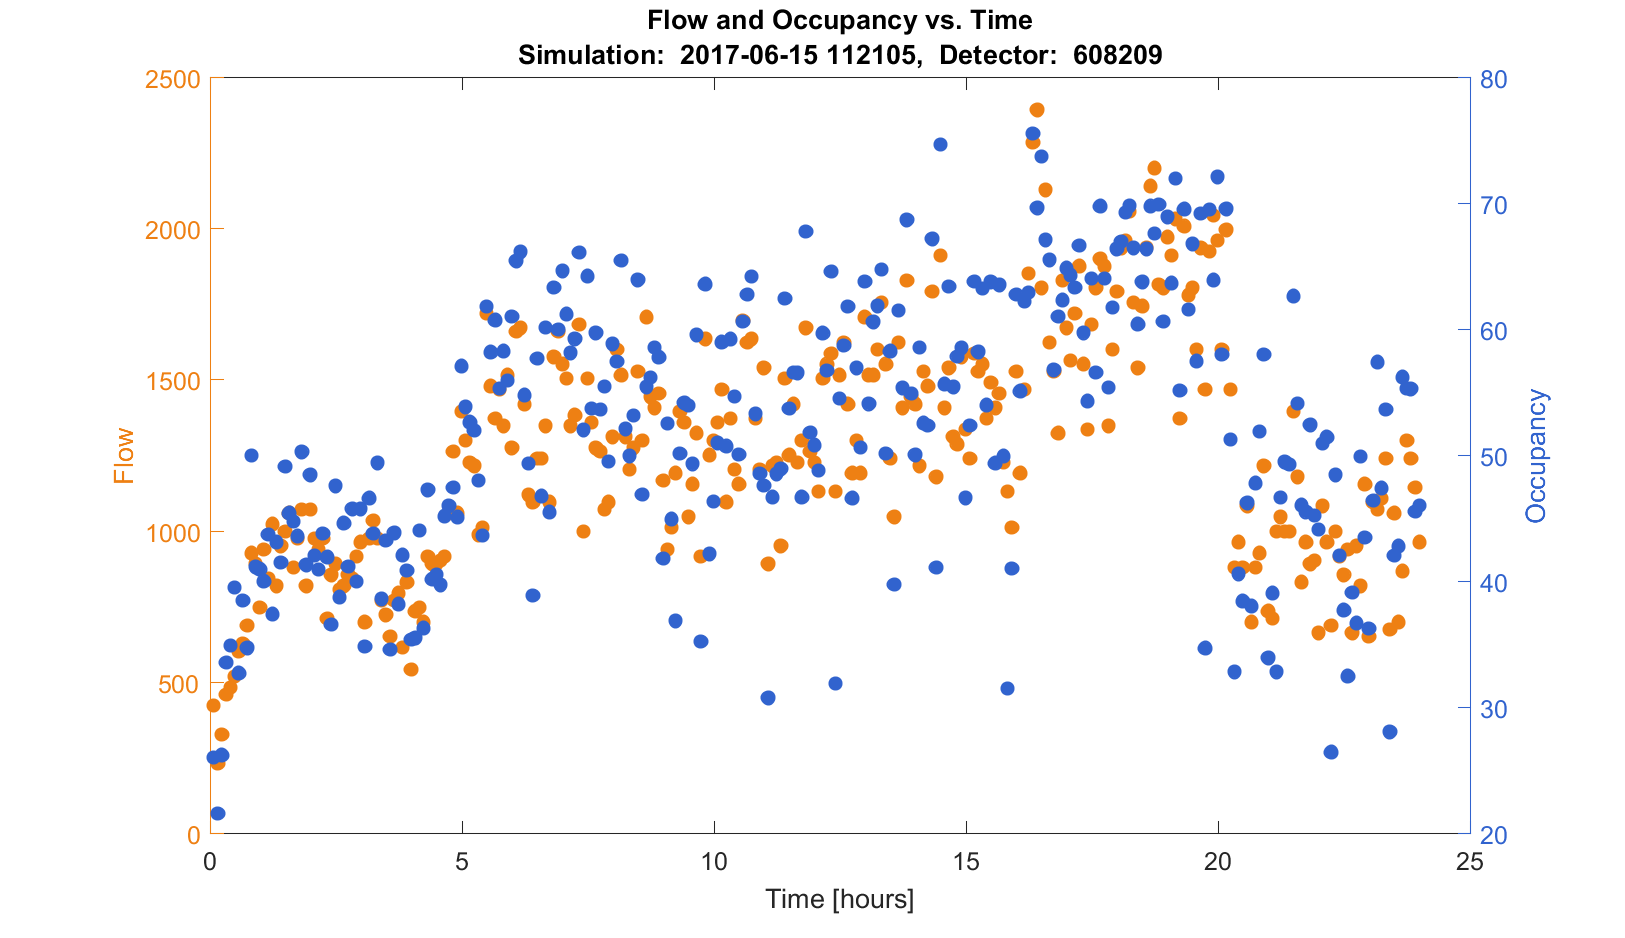 Flow and Occupancy vs. Time
Simulation:  2017-06-15 112105,  Detector:  608209
2500
2000
1500
1000
500
0
Flow
80
70
60
50
40
30
20
Occupancy
0 5 10 15 20 25
Time [hours]